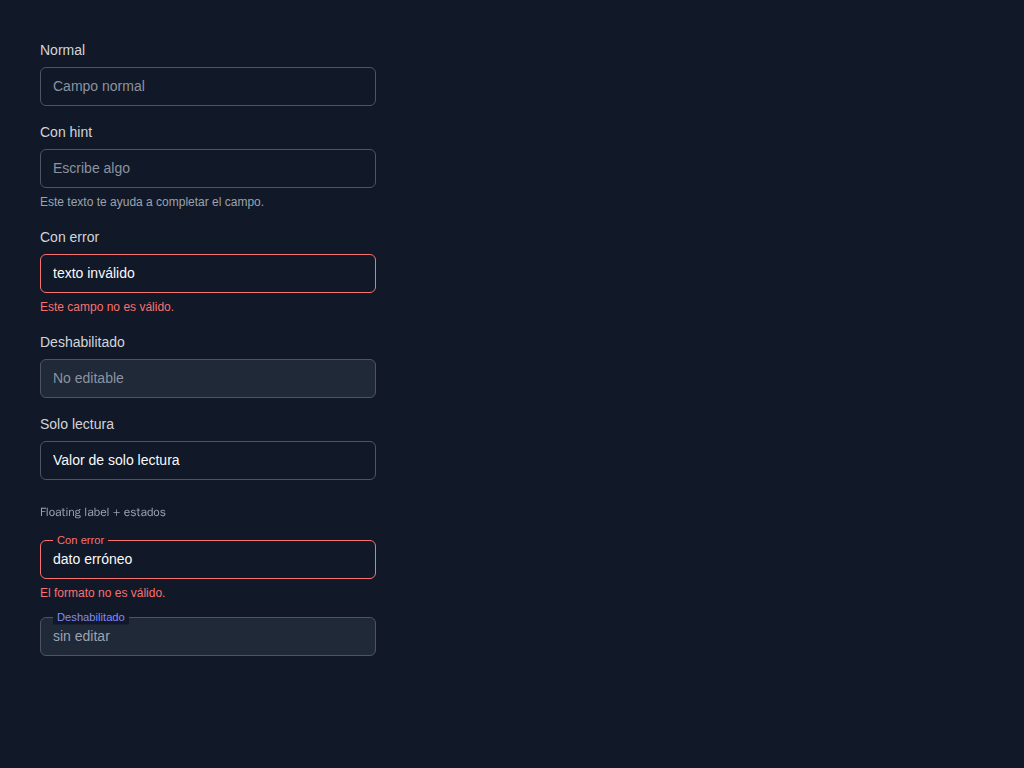 Normal
Campo normal
Con hint
Escribe algo
Este texto te ayuda a completar el campo.
Con error
texto inválido
Este campo no es válido.
Deshabilitado
No editable
Solo lectura
Valor de solo lectura
Floating label + estados
Con error
dato erróneo
El formato no es válido.
Deshabilitado
sin editar